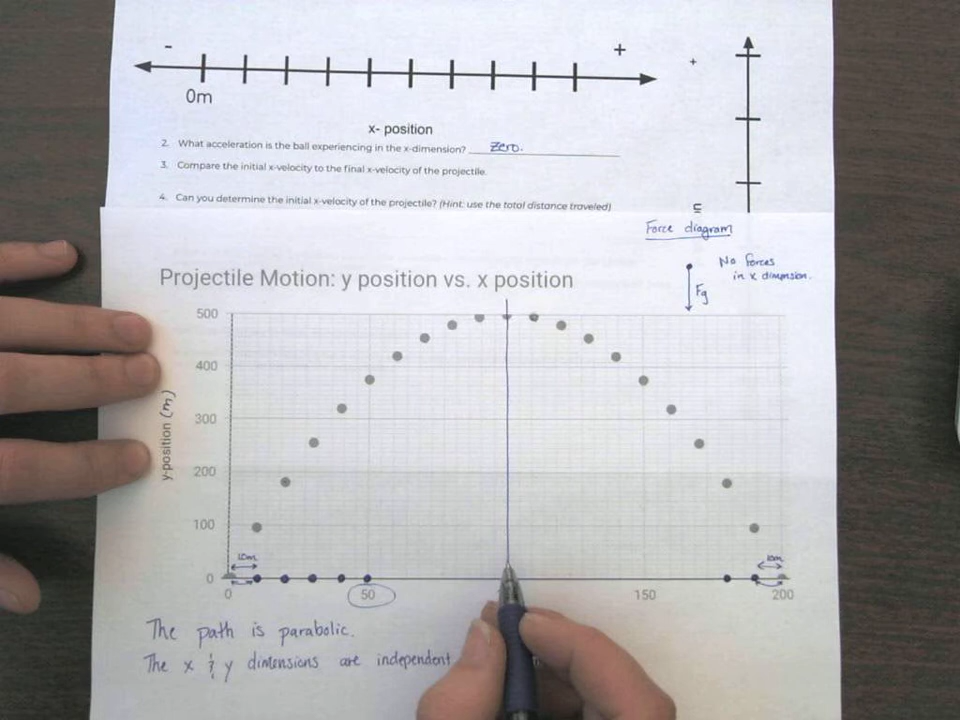 -
+
+
0m
x- position
2. What acceleration is the ball experiencing in the x-dimension? Zero.
3. Compare the initial x-velocity to the final x-velocity of the projectile.
4. Can you determine the initial x-velocity of the projectile? (Hint: use the total distance traveled)
Force diagram
No forces
in x dimension.
Fg
Projectile Motion: y position vs. x position
500
400
300
200
100
0
y-position (m)
10m
10m
0
50
150
200
The path is parabolic.
The x & y dimensions are independent